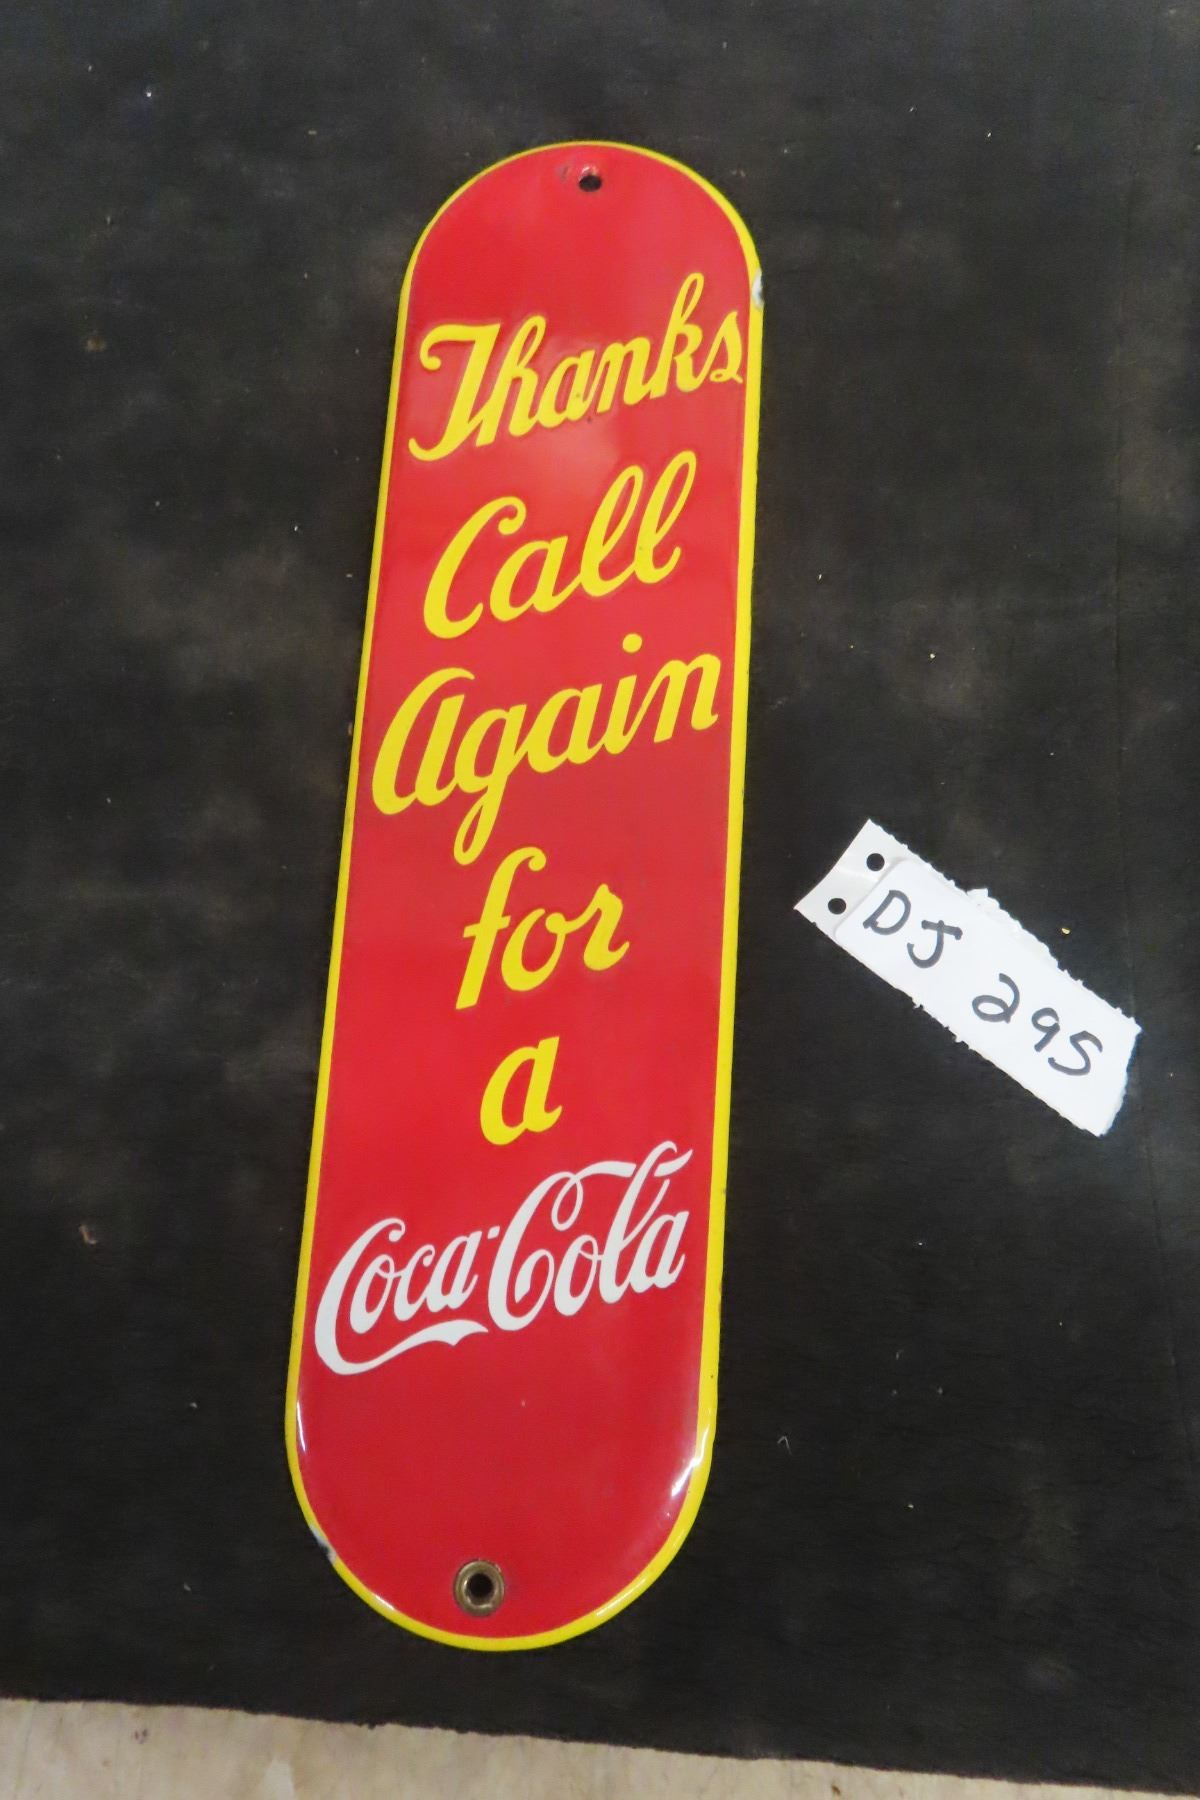 Thanks
Call
Again
for
a
Coca-Cola
DJ 295